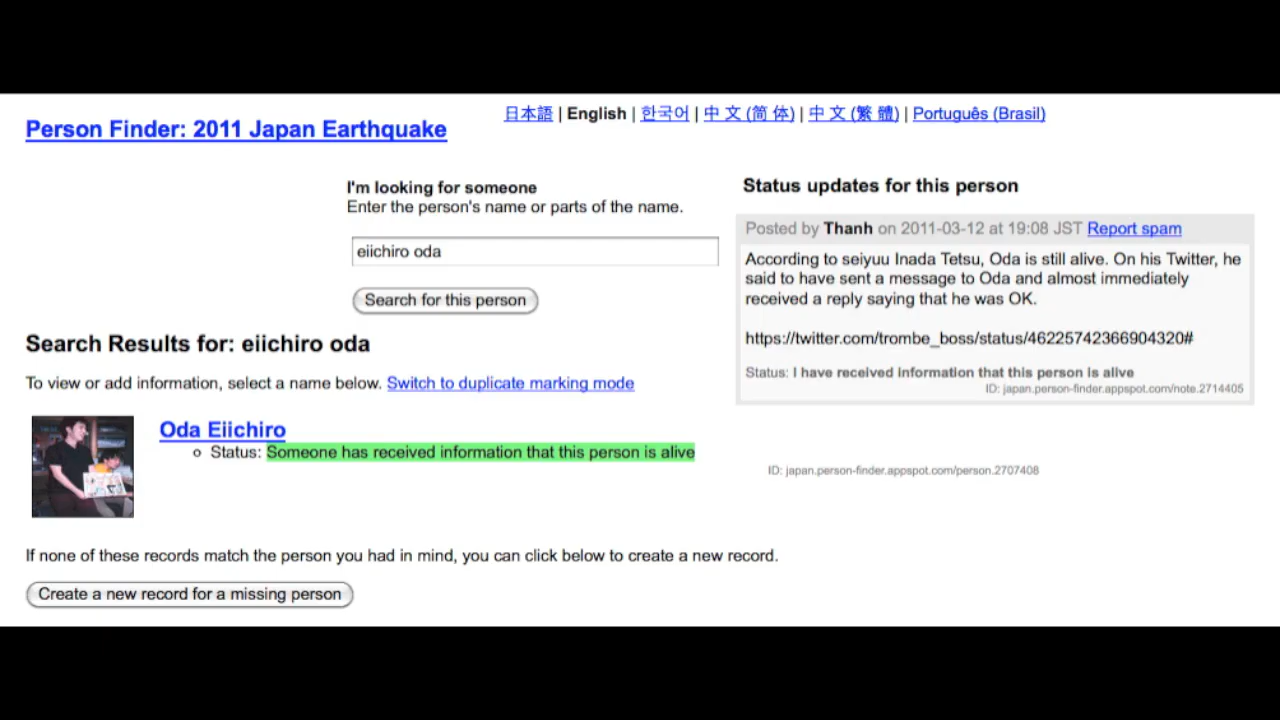 Person Finder: 2011 Japan Earthquake
日本語 | English | 한국어 | 中 文 (简 体) | 中 文 (繁 體) | Português (Brasil)
I'm looking for someone
Enter the person's name or parts of the name.
eiichiro oda
Search for this person
Search Results for: eiichiro oda
To view or add information, select a name below. Switch to duplicate marking mode
Oda Eiichiro
Status: Someone has received information that this person is alive
If none of these records match the person you had in mind, you can click below to create a new record.
Create a new record for a missing person
Status updates for this person
Posted by Thanh on 2011-03-12 at 19:08 JST Report spam
According to seiyuu Inada Tetsu, Oda is still alive. On his Twitter, he
said to have sent a message to Oda and almost immediately
received a reply saying that he was OK.
https://twitter.com/trombe_boss/status/46225742366904320#
Status: I have received information that this person is alive
ID: japan.person-finder.appspot.com/note.2714405
ID: japan.person-finder.appspot.com/person.2707408